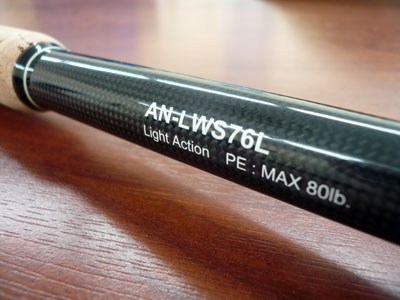 AN-LWS76L
Light Action PE : MAX 80lb.